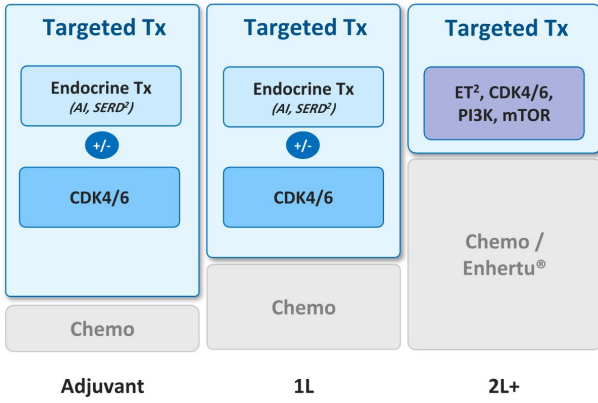 Targeted Tx
Endocrine Tx
(AI, SERD²)
+/-
CDK4/6
Chemo
Adjuvant
Targeted Tx
Endocrine Tx
(AI, SERD²)
+/-
CDK4/6
Chemo
1L
Targeted Tx
ET², CDK4/6,
PI3K, mTOR
Chemo /
Enhertu®
2L+